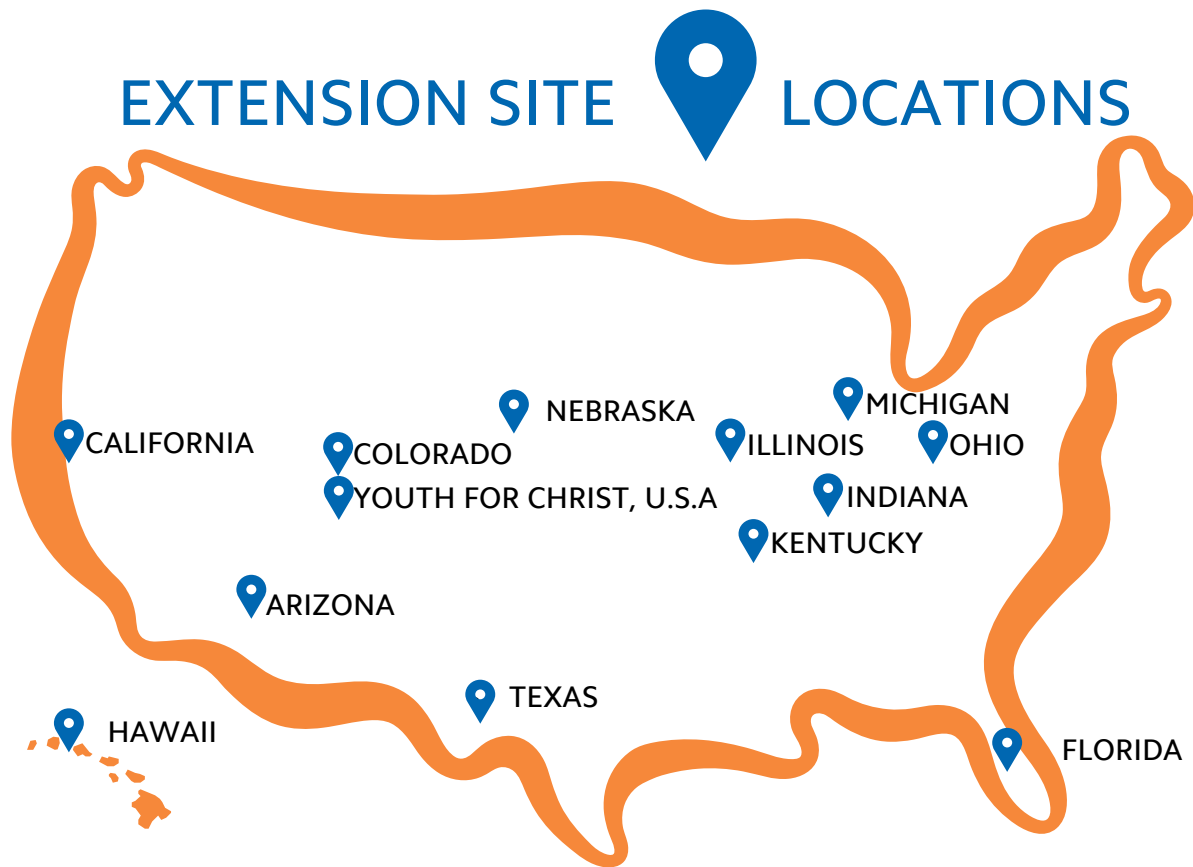 EXTENSION SITE LOCATIONS
MICHIGAN
NEBRASKA
CALIFORNIA
COLORADO
ILLINOIS
OHIO
YOUTH FOR CHRIST, U.S.A
INDIANA
KENTUCKY
ARIZONA
TEXAS
HAWAII
FLORIDA